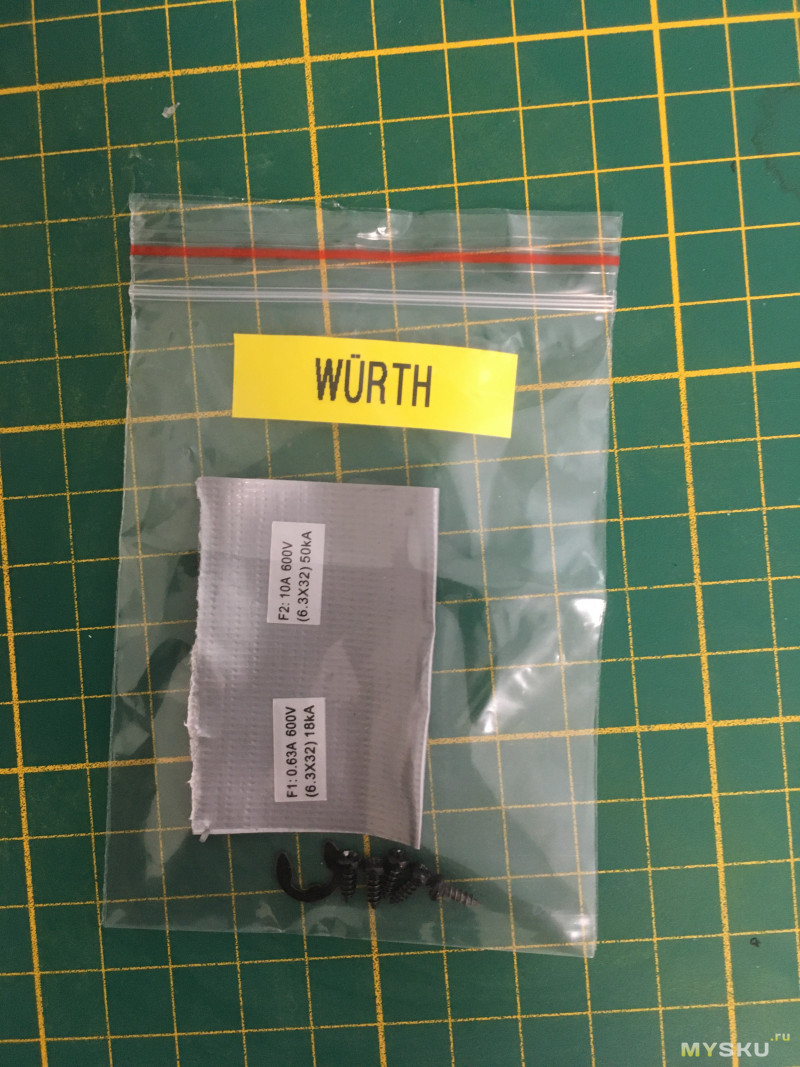 WÜRTH
F2: 10A 600V
(6.3X32) 50kA
F1: 0.63A 600V
(6.3X32) 18kA
MYSKU.ru